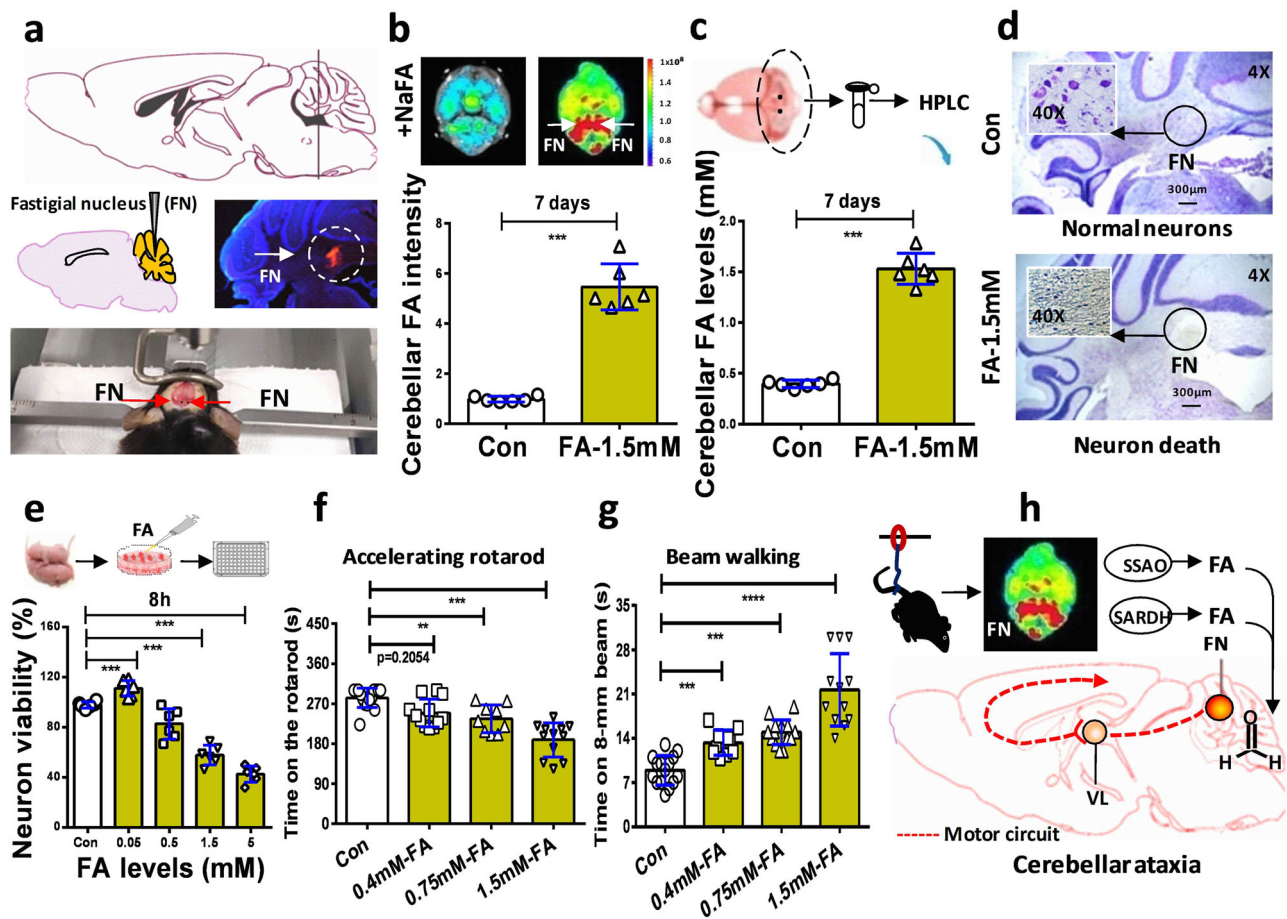 a
Fastigial nucleus (FN)
FN
FN
FN
b
+NaFA
FN
FN
1x10⁸
1.4
1.2
1.0
0.8
0.6
Cerebellar FA intensity
8
6
4
2
0
7 days
***
Con
FA-1.5mM
c
HPLC
Cerebellar FA levels (mM)
2.0
1.5
1.0
0.5
0.0
7 days
***
Con
FA-1.5mM
d
Con
4X
40X
FN
300μm
Normal neurons
FA-1.5mM
4X
40X
FN
300μm
Neuron death
e
FA
8h
***
***
***
Neuron viability (%)
160
120
80
40
0
Con
0.05
0.5
1.5
5
FA levels (mM)
f
Accelerating rotarod
***
**
p=0.2054
Time on the rotarod (s)
450
360
270
180
90
0
Con
0.4mM-FA
0.75mM-FA
1.5mM-FA
g
Beam walking
****
***
***
Time on 8-mm beam (s)
35
28
21
14
7
0
Con
0.4mM-FA
0.75mM-FA
1.5mM-FA
h
FN
SSAO
FA
SARDH
FA
FN
O
H
H
VL
Motor circuit
Cerebellar ataxia